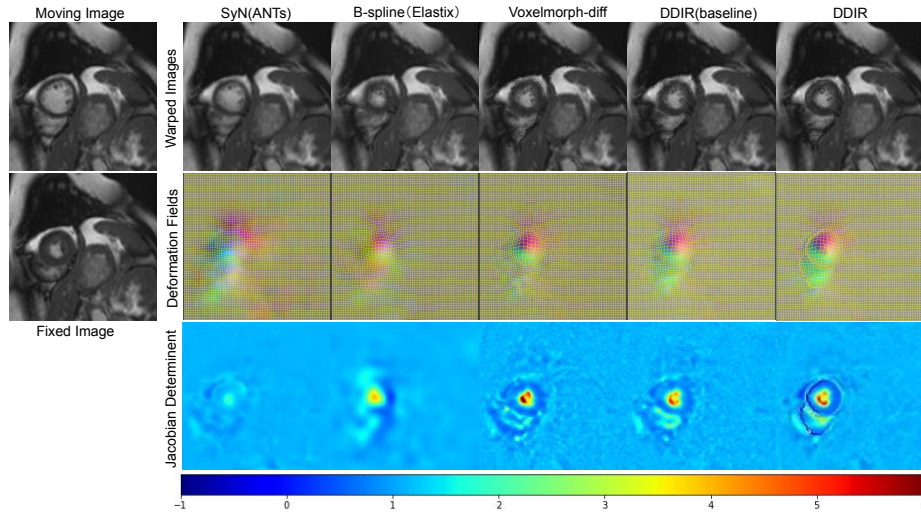 Moving Image
SyN(ANTs)
B-spline(Elastix)
Voxelmorph-diff
DDIR(baseline)
DDIR
Warped Images
Deformation Fields
Fixed Image
Jacobian Determinent
−1
0
1
2
3
4
5